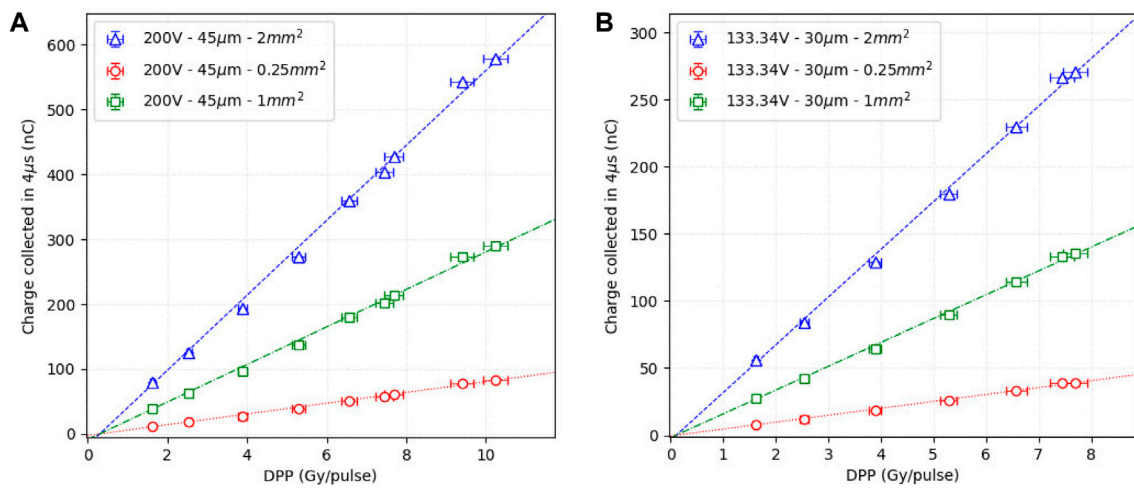 A
200V - 45μm - 2mm²
200V - 45μm - 0.25mm²
200V - 45μm - 1mm²
Charge collected in 4μs (nC)
600
500
400
300
200
100
0
0 2 4 6 8 10
DPP (Gy/pulse)
B
133.34V - 30μm - 2mm²
133.34V - 30μm - 0.25mm²
133.34V - 30μm - 1mm²
Charge collected in 4μs (nC)
300
250
200
150
100
50
0
0 1 2 3 4 5 6 7 8
DPP (Gy/pulse)